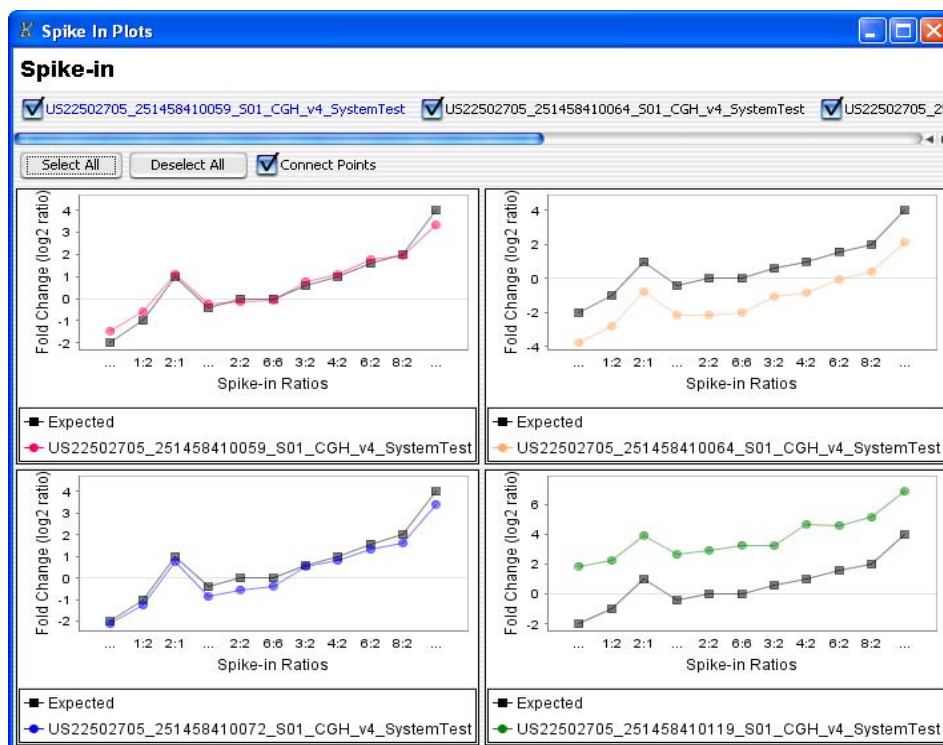 Spike In Plots
Spike-in
US22502705_251458410059_S01_CGH_v4_SystemTest US22502705_251458410064_S01_CGH_v4_SystemTest US22502705_2
Select All Deselect All Connect Points
Fold Change (log2 ratio)
4
3
2
1
0
-1
-2
... 1:2 2:1 ... 2:2 6:6 3:2 4:2 6:2 8:2 ...
Spike-in Ratios
Expected
US22502705_251458410059_S01_CGH_v4_SystemTest
Fold Change (log2 ratio)
4
2
0
-2
-4
... 1:2 2:1 ... 2:2 6:6 3:2 4:2 6:2 8:2 ...
Spike-in Ratios
Expected
US22502705_251458410064_S01_CGH_v4_SystemTest
Fold Change (log2 ratio)
4
3
2
1
0
-1
-2
... 1:2 2:1 ... 2:2 6:6 3:2 4:2 6:2 8:2 ...
Spike-in Ratios
Expected
US22502705_251458410072_S01_CGH_v4_SystemTest
Fold Change (log2 ratio)
6
4
2
0
-2
... 1:2 2:1 ... 2:2 6:6 3:2 4:2 6:2 8:2 ...
Spike-in Ratios
Expected
US22502705_251458410119_S01_CGH_v4_SystemTest